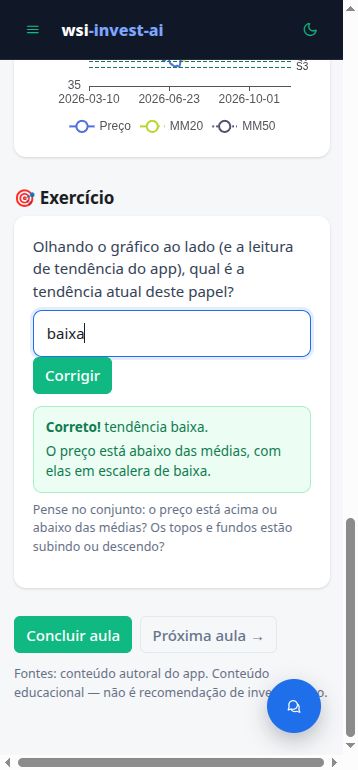 wsi-invest-ai
S3
35
2026-03-10 2026-06-23 2026-10-01
Preço MM20 MM50
🎯 Exercício
Olhando o gráfico ao lado (e a leitura
de tendência do app), qual é a
tendência atual deste papel?
baixa
Corrigir
Correto! tendência baixa.
O preço está abaixo das médias, com
elas em escalera de baixa.
Pense no conjunto: o preço está acima ou
abaixo das médias? Os topos e fundos estão
subindo ou descendo?
Concluir aula Próxima aula →
Fontes: conteúdo autoral do app. Conteúdo
educacional — não é recomendação de